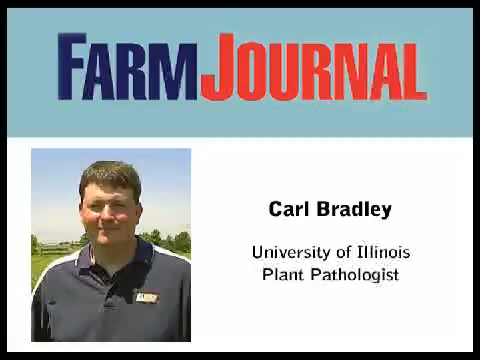 FARMJOURNAL
Carl Bradley
University of Illinois
Plant Pathologist